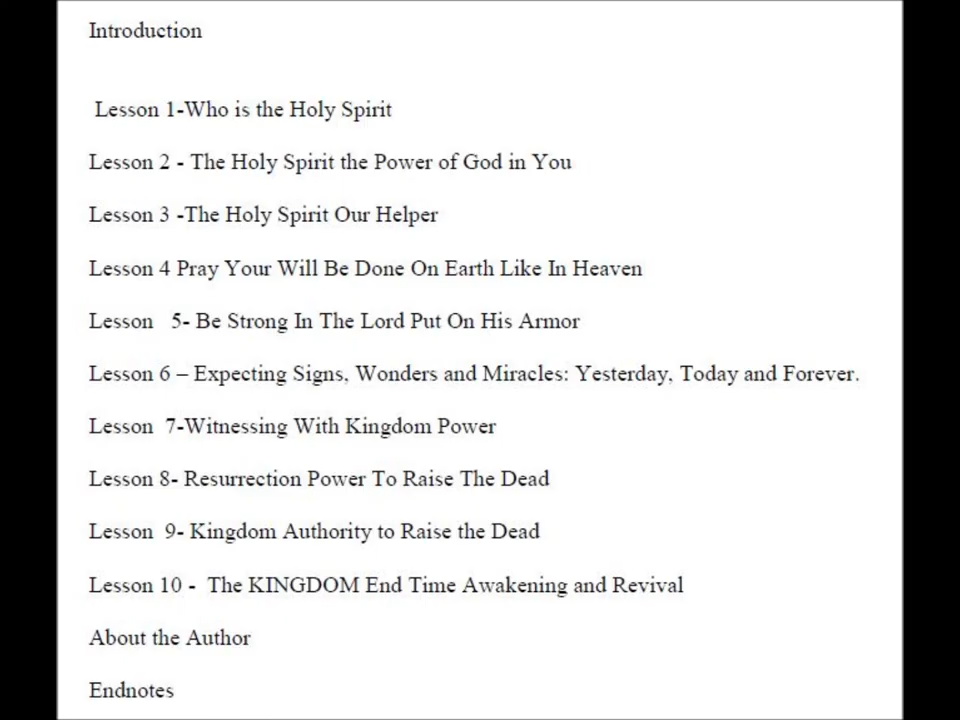 Introduction
Lesson 1-Who is the Holy Spirit
Lesson 2 - The Holy Spirit the Power of God in You
Lesson 3 -The Holy Spirit Our Helper
Lesson 4 Pray Your Will Be Done On Earth Like In Heaven
Lesson   5- Be Strong In The Lord Put On His Armor
Lesson 6 – Expecting Signs, Wonders and Miracles: Yesterday, Today and Forever.
Lesson  7-Witnessing With Kingdom Power
Lesson 8- Resurrection Power To Raise The Dead
Lesson  9- Kingdom Authority to Raise the Dead
Lesson 10 -  The KINGDOM End Time Awakening and Revival
About the Author
Endnotes